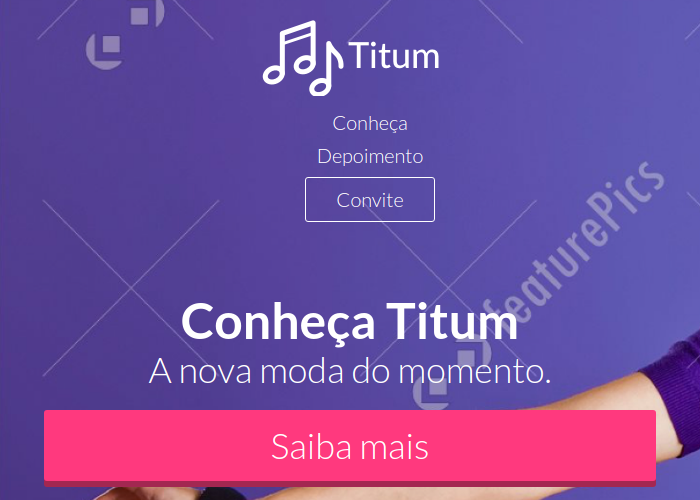 Titum
Conheça
Depoimento
Convite
featurePics
Conheça Titum
A nova moda do momento.
Saiba mais